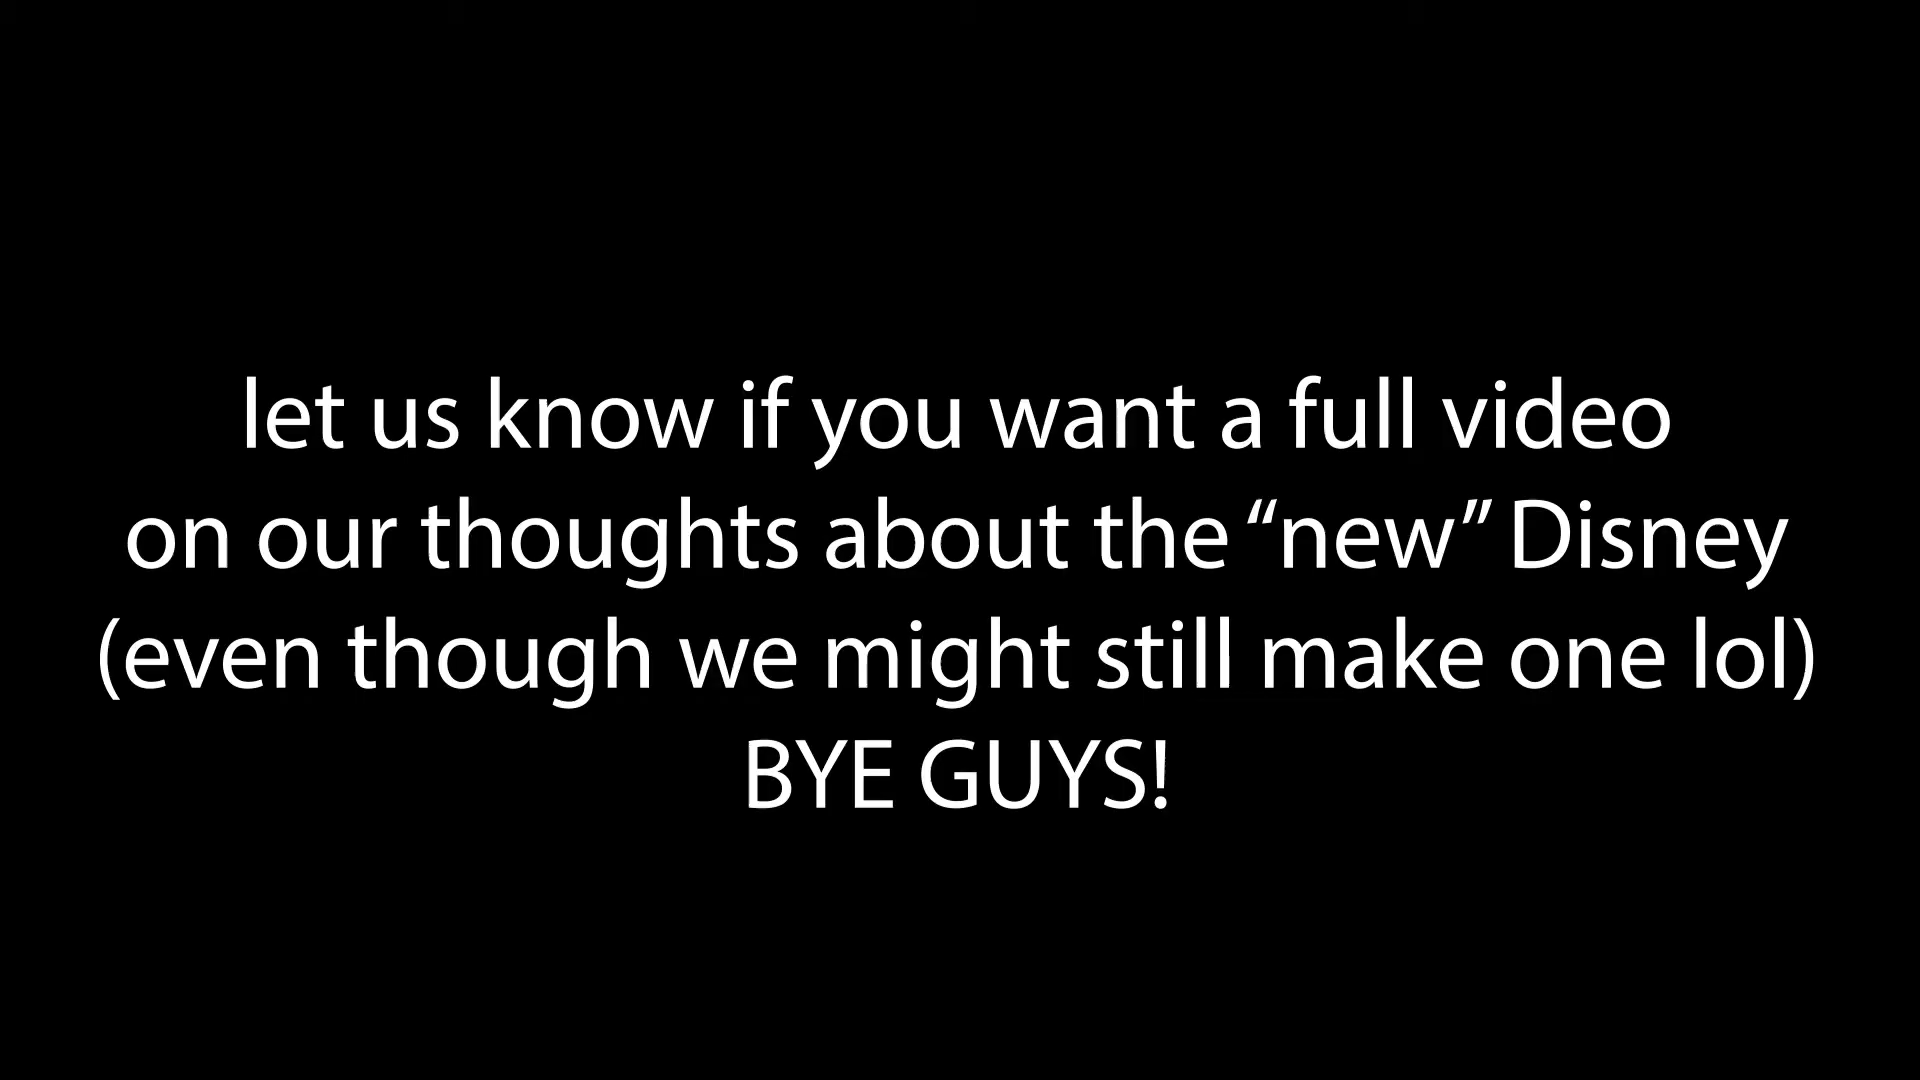 let us know if you want a full video
on our thoughts about the “new” Disney
(even though we might still make one lol)
BYE GUYS!